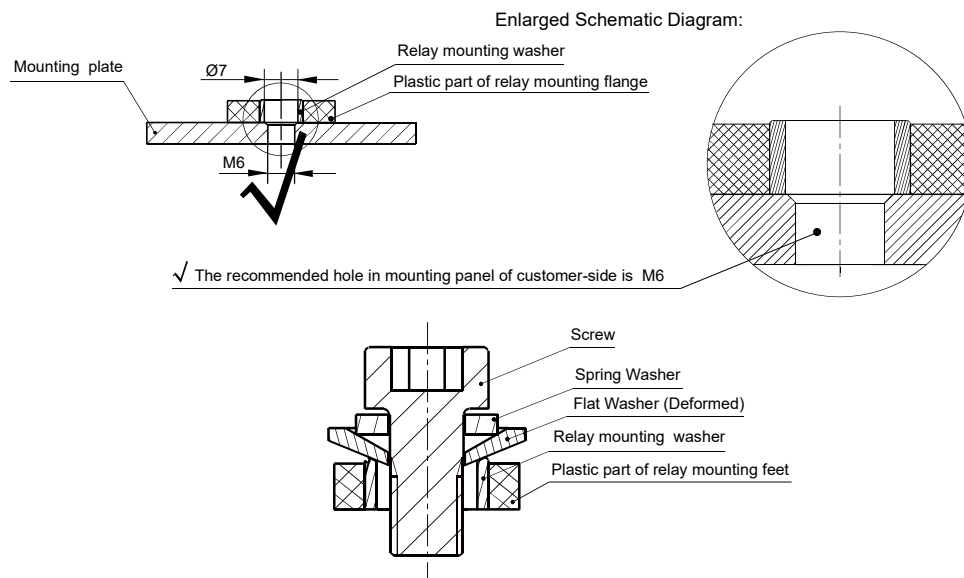 Enlarged Schematic Diagram:
Mounting plate
Ø7
Relay mounting washer
Plastic part of relay mounting flange
M6
√ The recommended hole in mounting panel of customer-side is M6
Screw
Spring Washer
Flat Washer (Deformed)
Relay mounting washer
Plastic part of relay mounting feet